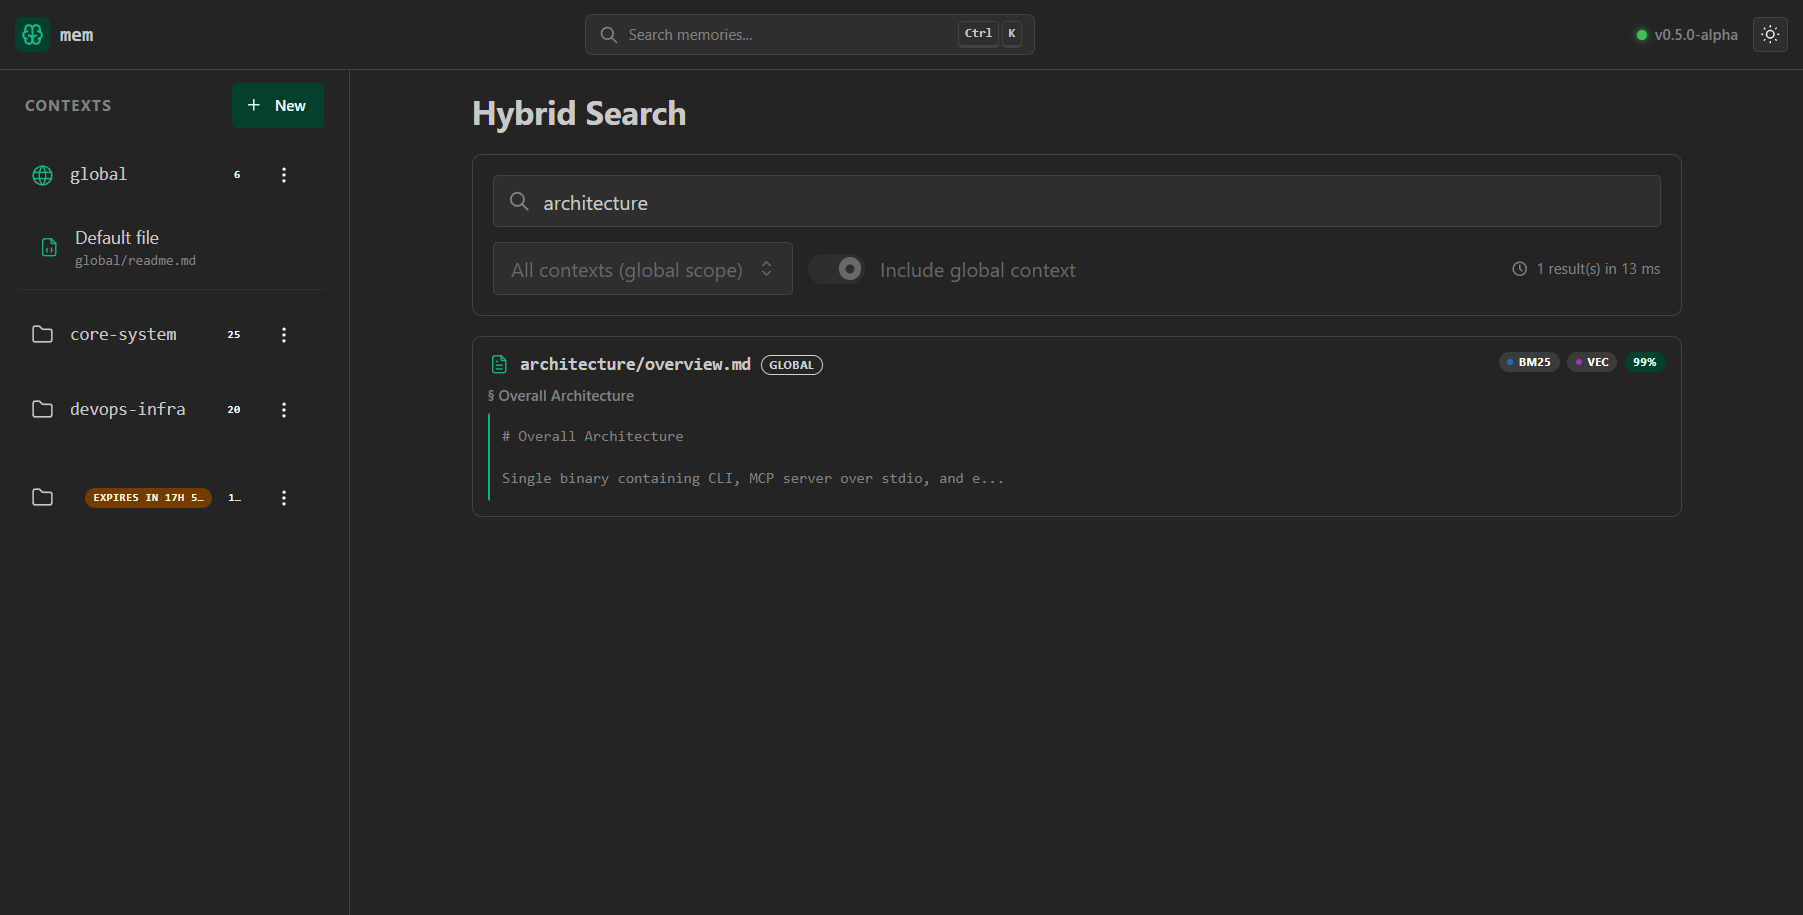 mem
Search memories...
Ctrl K
v0.5.0-alpha
CONTEXTS
+ New
global 6
Default file
global/readme.md
core-system 25
devops-infra 20
EXPIRES IN 17H 5… 1…
Hybrid Search
architecture
All contexts (global scope)
Include global context
1 result(s) in 13 ms
architecture/overview.md GLOBAL
BM25 VEC 99%
§ Overall Architecture
# Overall Architecture
Single binary containing CLI, MCP server over stdio, and e...